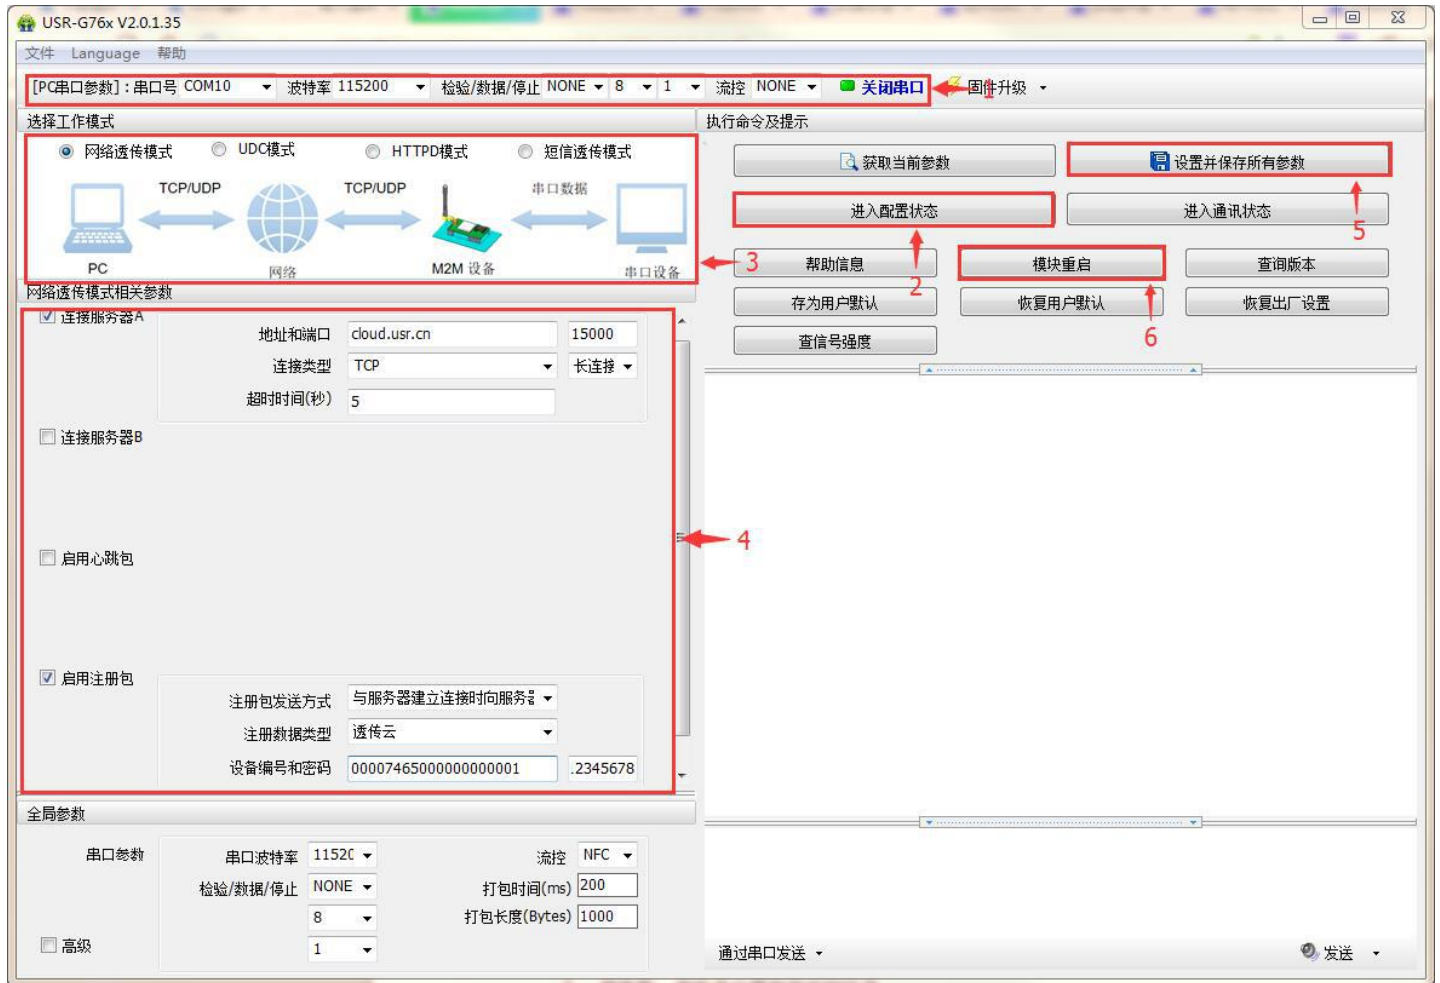 USR-G76x V2.0.1.35
文件 Language 帮助
[PC串口参数]：串口号 COM10 波特率 115200 检验/数据/停止 NONE 8 1 流控 NONE 关闭串口 1 固件升级
选择工作模式
网络透传模式 UDC模式 HTTPD模式 短信透传模式
TCP/UDP TCP/UDP 串口数据
PC 网络 M2M 设备 串口设备
3
网络透传模式相关参数
连接服务器A
地址和端口 cloud.usr.cn 15000
连接类型 TCP 长连接
超时时间(秒) 5
连接服务器B
启用心跳包
4
启用注册包
注册包发送方式 与服务器建立连接时向服务
注册数据类型 透传云
设备编号和密码 00007465000000000001 .2345678
全局参数
串口参数 串口波特率 1152 流控 NFC
检验/数据/停止 NONE 打包时间(ms) 200
8 打包长度(Bytes) 1000
高级 1
执行命令及提示
获取当前参数 设置并保存所有参数
进入配置状态 进入通讯状态
5
帮助信息 模块重启 查询版本
2
存为用户默认 恢复用户默认 恢复出厂设置
6
查信号强度
通过串口发送 发送